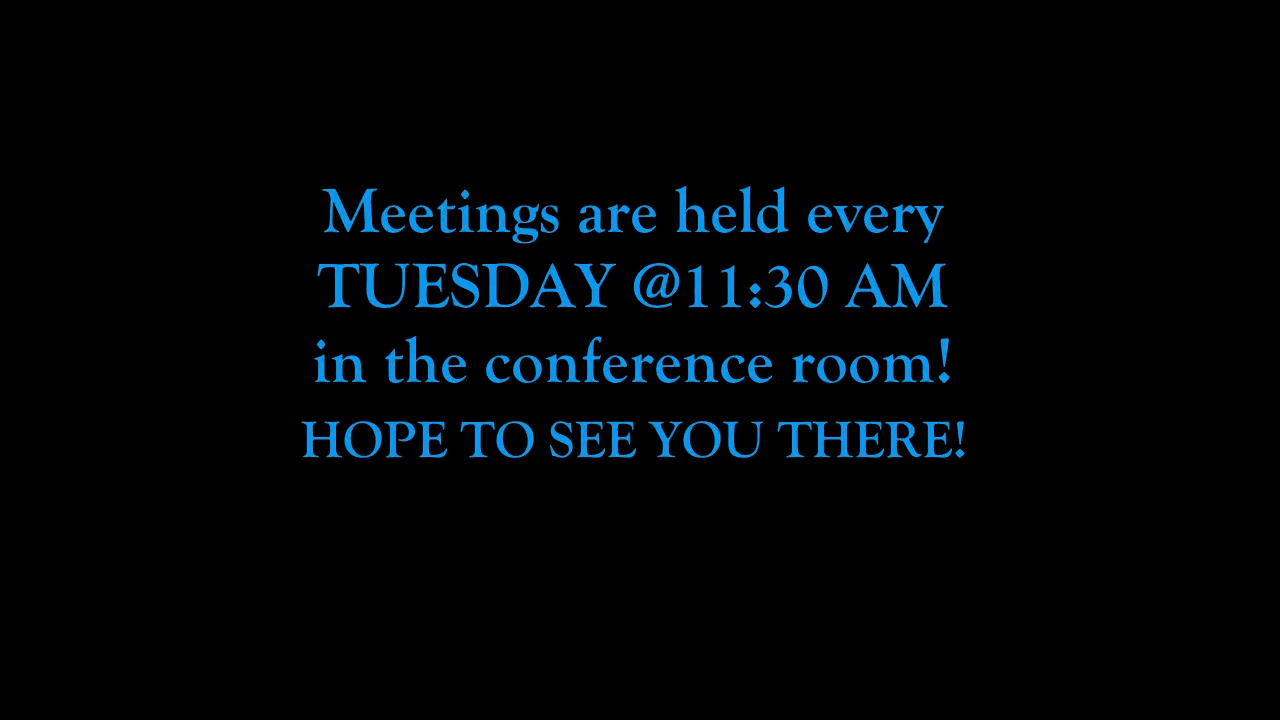 Meetings are held every
TUESDAY @11:30 AM
in the conference room!
HOPE TO SEE YOU THERE!